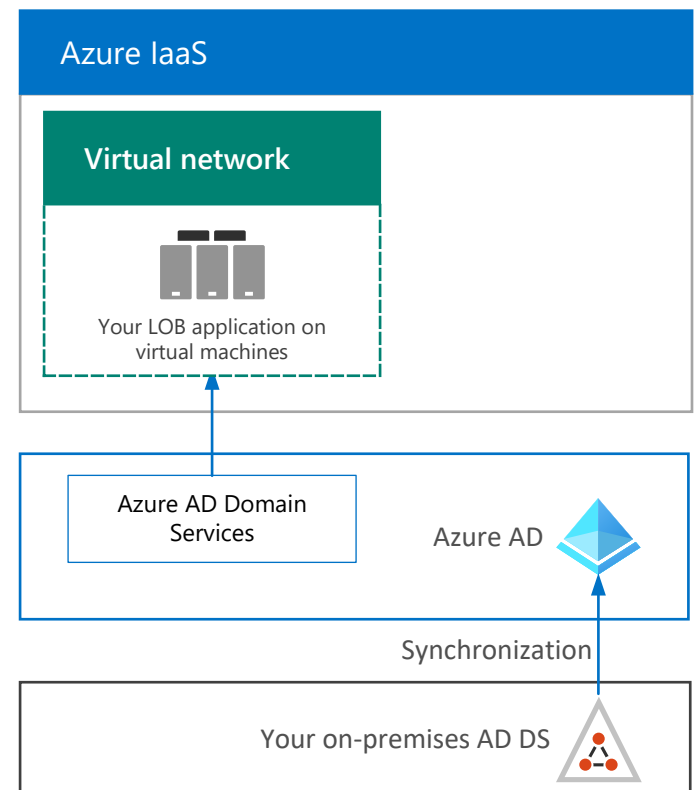 Azure IaaS
Virtual network
Your LOB application on
virtual machines
Azure AD Domain
Services
Azure AD
Synchronization
Your on-premises AD DS